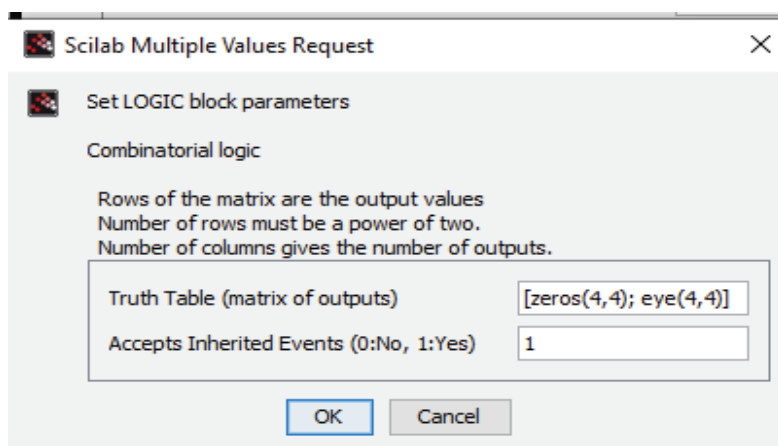 Scilab Multiple Values Request
Set LOGIC block parameters
Combinatorial logic
Rows of the matrix are the output values
Number of rows must be a power of two.
Number of columns gives the number of outputs.
Truth Table (matrix of outputs) [zeros(4,4); eye(4,4)]
Accepts Inherited Events (0:No, 1:Yes) 1
OK Cancel